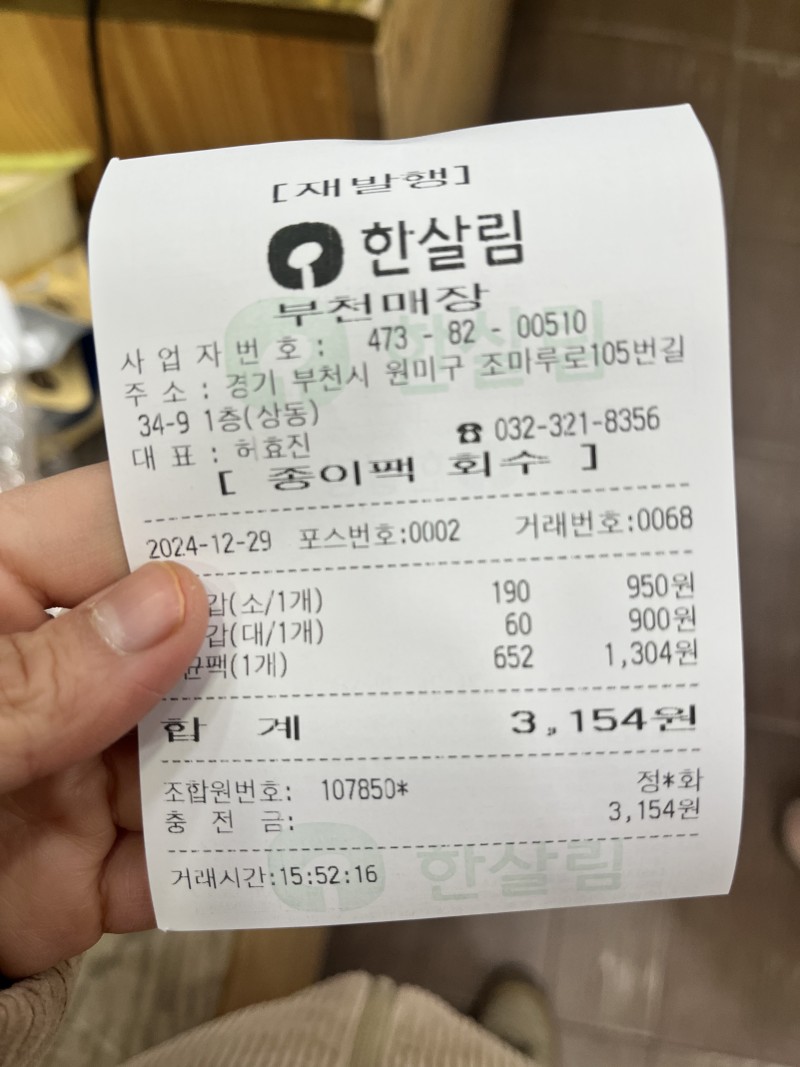 [재발행]
한살림
부천매장
사 업 자 번 호 : 473 - 82 - 00510
주 소 : 경기 부천시 원미구 조마루로105번길
34-9 1층(상동)
대 표 : 허효진 ☎ 032-321-8356
[ 종이팩 회수 ]
2024-12-29 포스번호:0002 거래번호:0068
갑(소/1개) 190 950원
갑(대/1개) 60 900원
균팩(1개) 652 1,304원
합 계 3,154원
조합원번호: 107850* 정*화
충 전 금: 3,154원
거래시간:15:52:16
한살림
한살림